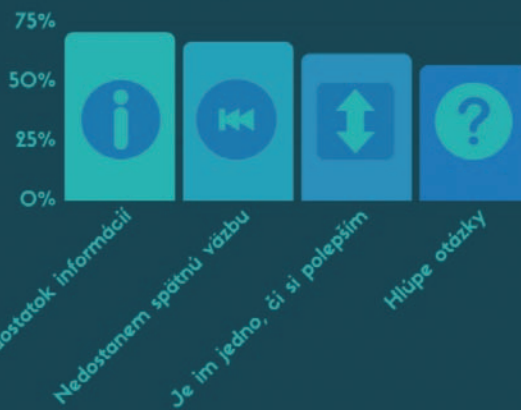 75%
50%
25%
0%
informácií
Nedostanem spätnú väzbu
Je im jedno, či si polepším
Hlúpe otázky